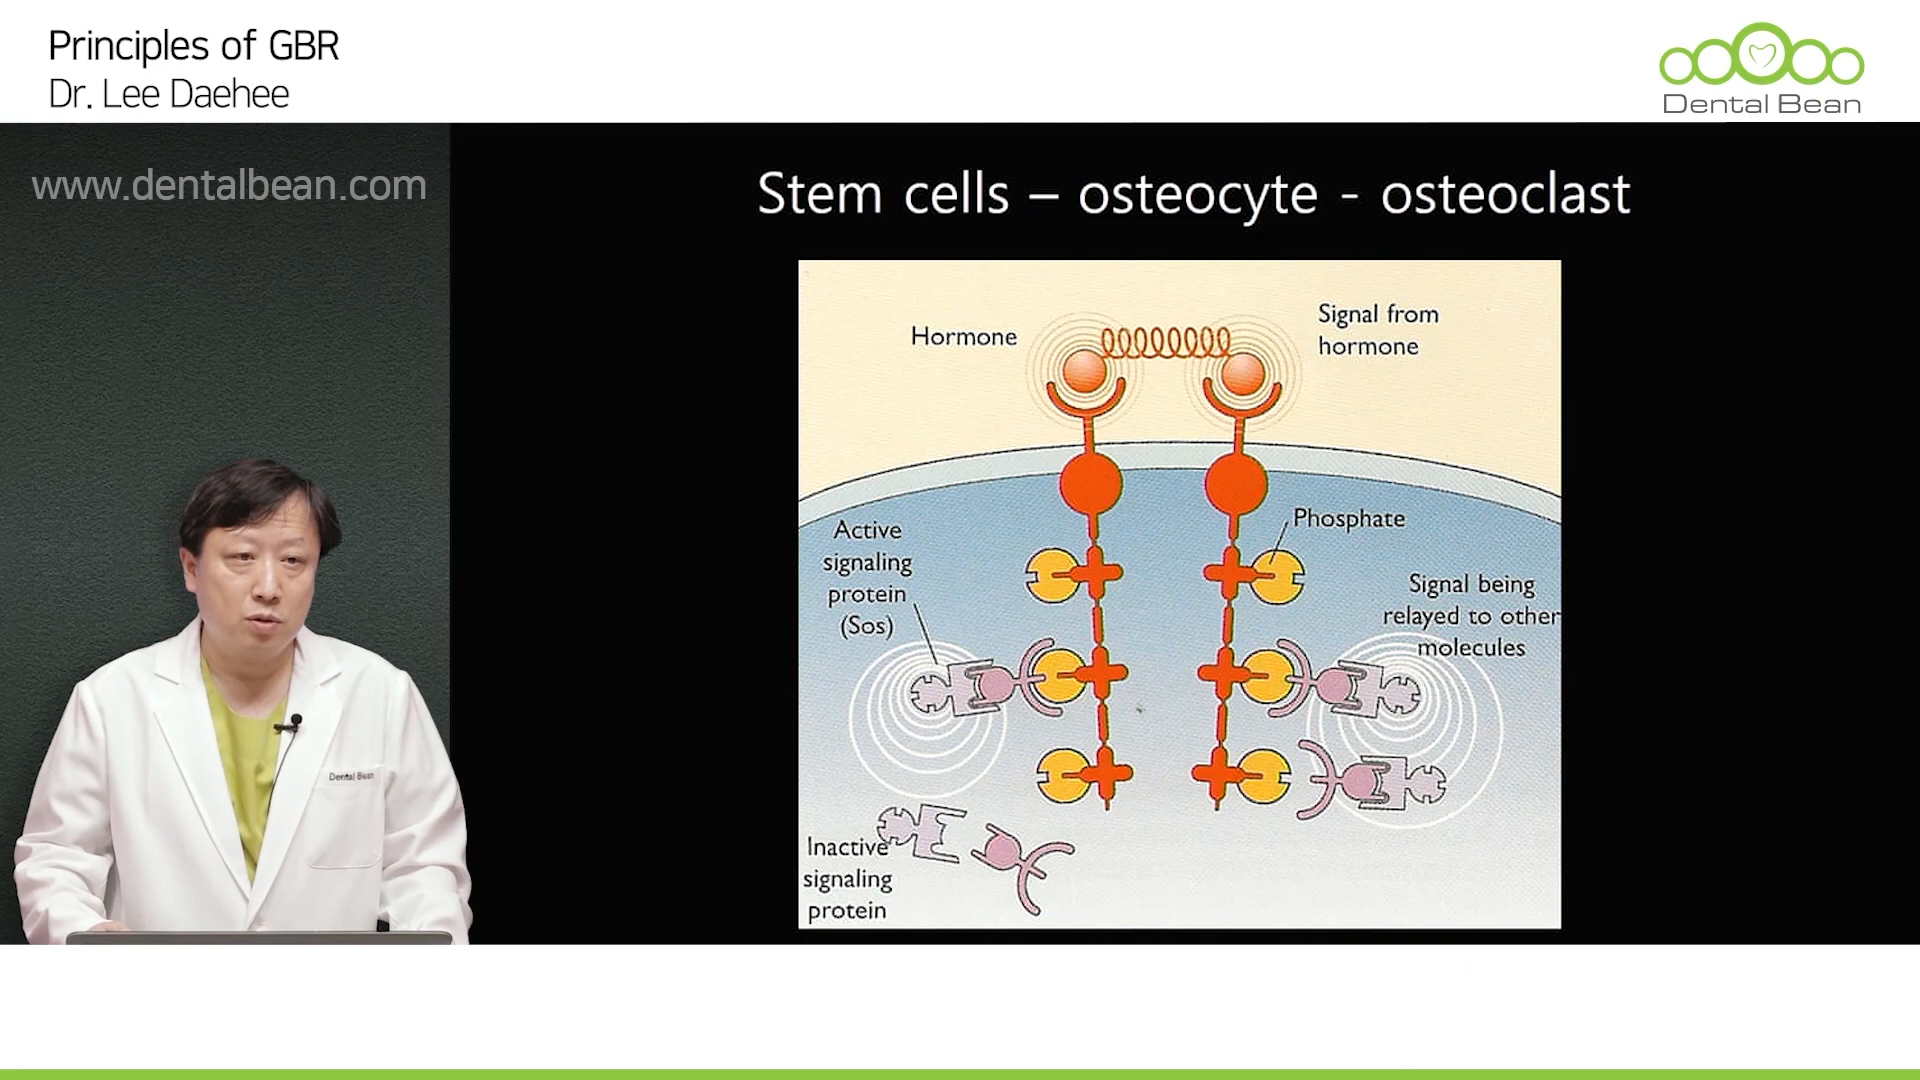 Principles of GBR
Dr. Lee Daehee
Dental Bean
www.dentalbean.com
Stem cells – osteocyte - osteoclast
Hormone
Signal from
hormone
Active
signaling
protein
(Sos)
Phosphate
Signal being
relayed to other
molecules
Inactive
signaling
protein
Dental Bean